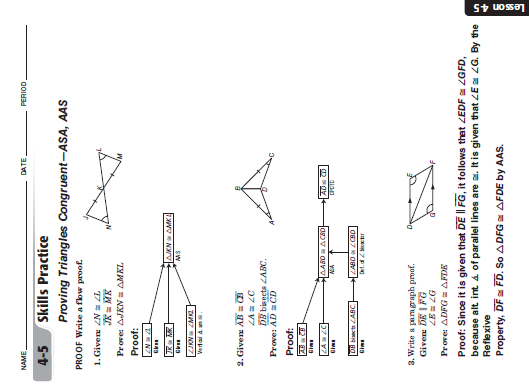 NAME DATE PERIOD
4-5 Skills Practice
Proving Triangles Congruent—ASA, AAS
PROOF Write a flow proof.
1. Given: ∠N ≅ ∠L
JK ≅ MK
Prove: △JKN ≅ △MKL
J
N
K
L
M
Proof:
∠N ≅ ∠L
Given
JK ≅ MK
Given
∠JKN ≅ ∠MKL
Vertical ∠s are ≅.
△JKN ≅ △MKL
AAS
2. Given: AB ≅ CB
∠A ≅ ∠C
DB bisects ∠ABC.
Prove: AD ≅ CD
B
A
D
C
Proof:
AB ≅ CB
Given
∠A ≅ ∠C
Given
DB bisects ∠ABC.
Given
△ABD ≅ △CBD
ASA
∠ABD ≅ ∠CBD
Def. of ∠ bisector
AD ≅ CD
CPCTC
3. Write a paragraph proof.
Given: DE ∥ FG
∠E ≅ ∠G
Prove: △DFG ≅ △FDE
D
E
G
F
Proof: Since it is given that DE ∥ FG, it follows that ∠EDF ≅ ∠GFD,
because alt. int. ∠ of parallel lines are ≅. It is given that ∠E ≅ ∠G. By the
Reflexive
Property, DF ≅ FD. So △DFG ≅ △FDE by AAS.
Lesson 4-5